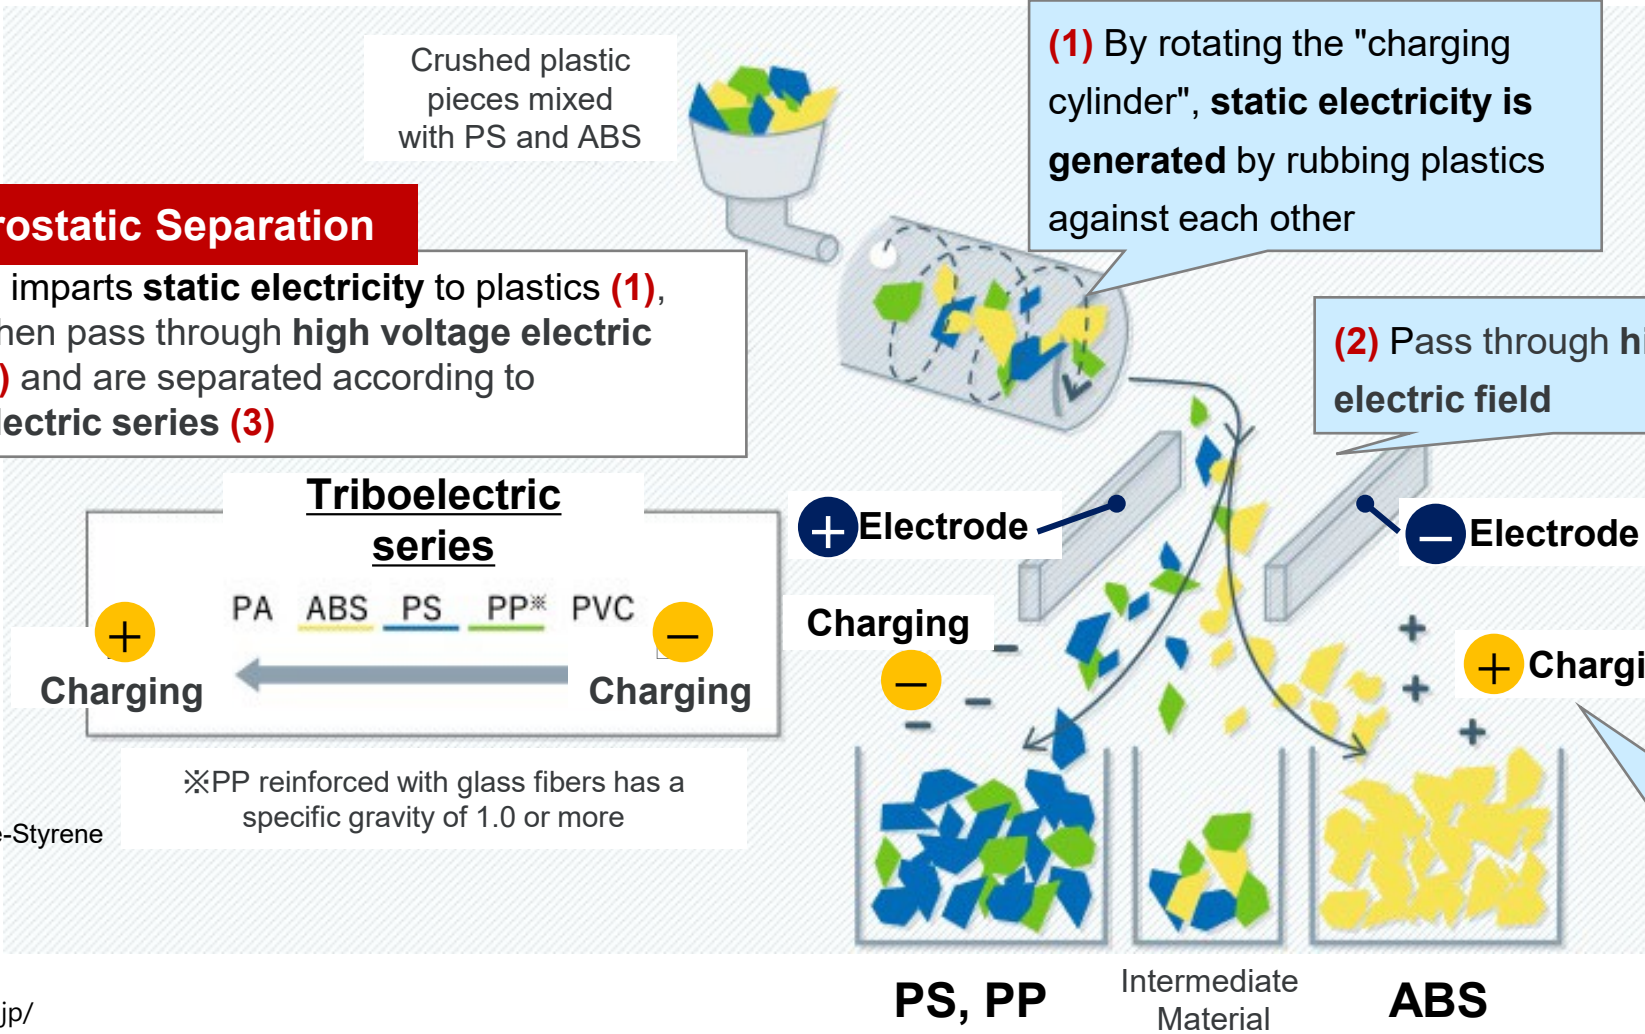 Crushed plastic
pieces mixed
with PS and ABS
(1) By rotating the "charging
cylinder", static electricity is
generated by rubbing plastics
against each other
rostatic Separation
imparts static electricity to plastics (1),
hen pass through high voltage electric
) and are separated according to
lectric series (3)
(2) Pass through hi
electric field
Triboelectric
series
PA ABS PS PP※ PVC
+
Charging
−
Charging
※PP reinforced with glass fibers has a
specific gravity of 1.0 or more
e-Styrene
+ Electrode
− Electrode
Charging
−
+ Chargi
PS, PP
Intermediate
Material
ABS
jp/